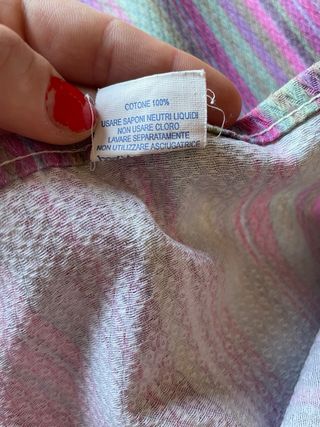 COTONE 100%
USARE SAPONI NEUTRI LIQUIDI
NON USARE CLORO
LAVARE SEPARATAMENTE
NON UTILIZZARE ASCIUGATRICE